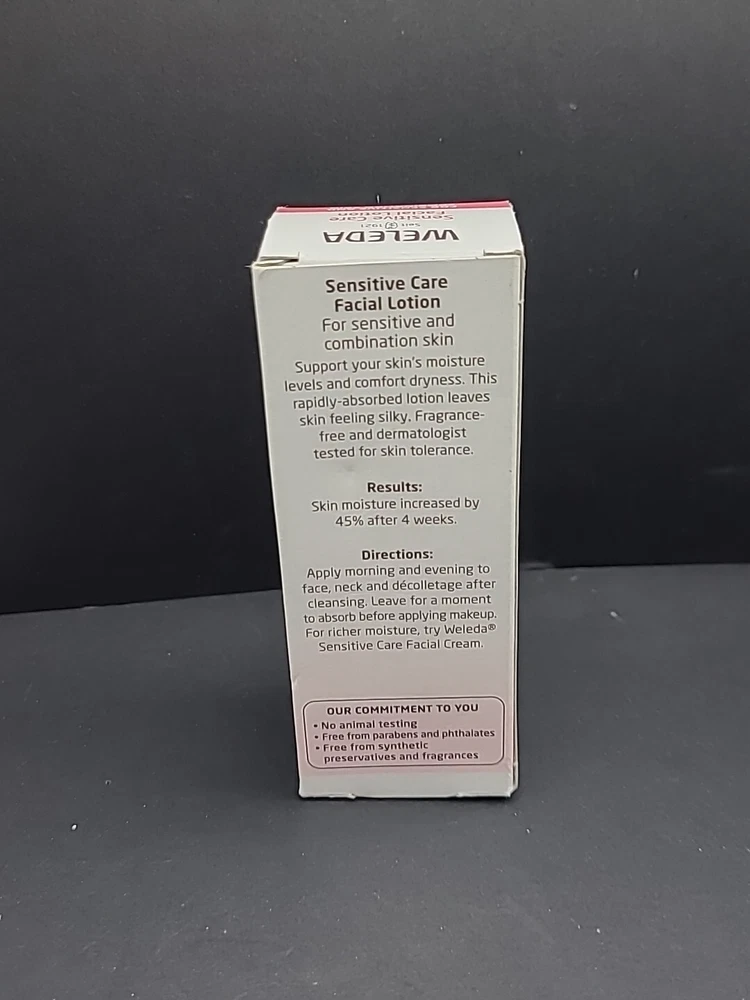 Sensitive Care
Facial Lotion
WELEDA
Seit 1921
Sensitive Care
Facial Lotion
For sensitive and
combination skin
Support your skin's moisture
levels and comfort dryness. This
rapidly-absorbed lotion leaves
skin feeling silky. Fragrance-
free and dermatologist
tested for skin tolerance.
Results:
Skin moisture increased by
45% after 4 weeks.
Directions:
Apply morning and evening to
face, neck and décolletage after
cleansing. Leave for a moment
to absorb before applying makeup.
For richer moisture, try Weleda®
Sensitive Care Facial Cream.
OUR COMMITMENT TO YOU
• No animal testing
• Free from parabens and phthalates
• Free from synthetic
preservatives and fragrances